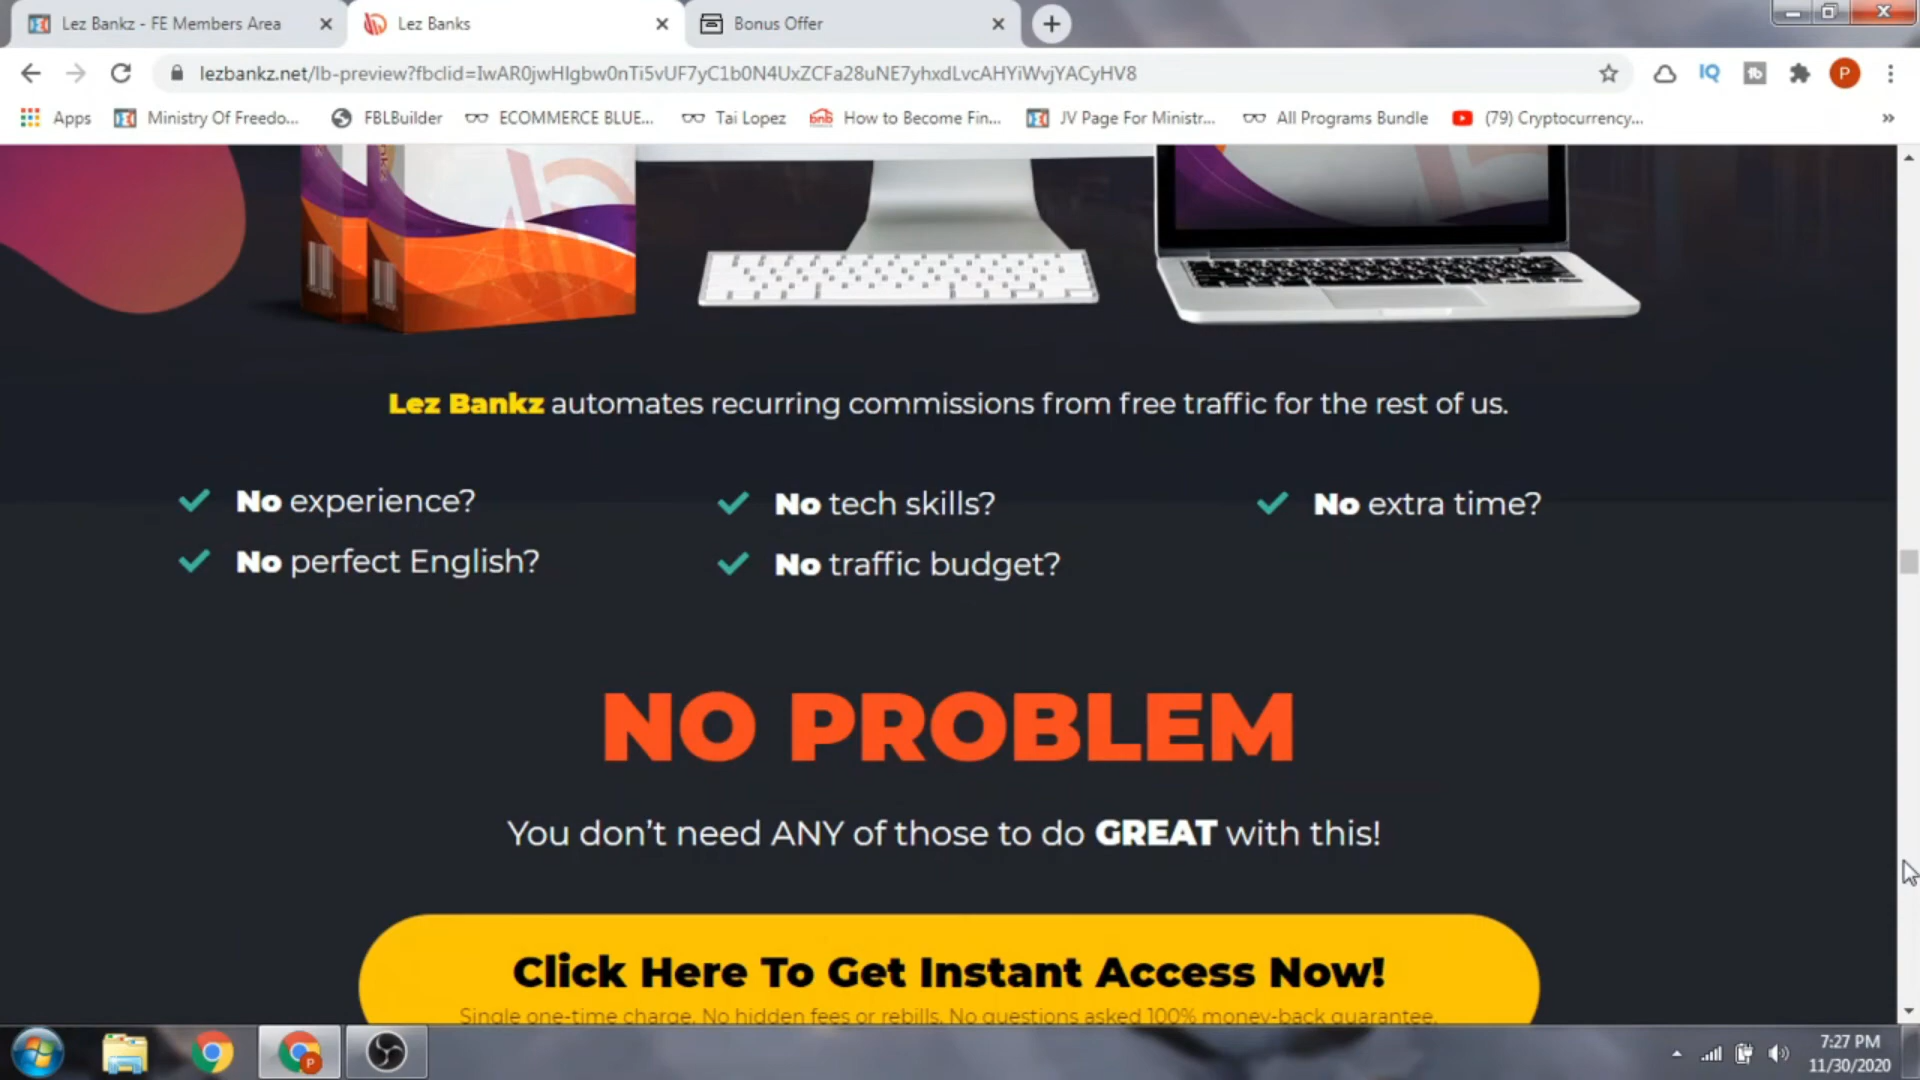 Lez Bankz - FE Members Area
Lez Banks
Bonus Offer
lezbankz.net/lb-preview?fbclid=IwAR0jwHIgbw0nTi5vUF7yC1b0N4UxZCFa28uNE7yhxdLvcAHYiWvjYACyHV8
IQ
tb
P
Apps
Ministry Of Freedo...
FBLBuilder
ECOMMERCE BLUE...
Tai Lopez
bnb
How to Become Fin...
JV Page For Ministr...
All Programs Bundle
(79) Cryptocurrency...
Lez Bankz automates recurring commissions from free traffic for the rest of us.
No experience?
No tech skills?
No extra time?
No perfect English?
No traffic budget?
NO PROBLEM
You don't need ANY of those to do GREAT with this!
Click Here To Get Instant Access Now!
Single one-time charge. No hidden fees or rebills. No questions asked 100% money-back guarantee.
P
7:27 PM
11/30/2020